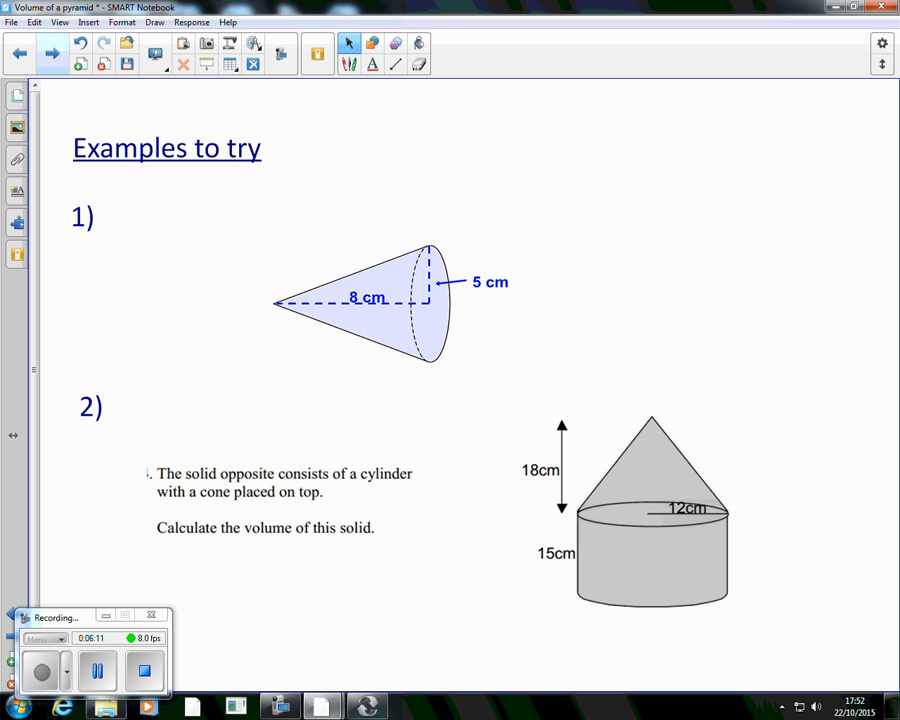 Volume of a pyramid * - SMART Notebook
File Edit View Insert Format Draw Response Help
Examples to try
1)
8 cm
5 cm
2)
. The solid opposite consists of a cylinder
with a cone placed on top.
Calculate the volume of this solid.
18cm
12cm
15cm
Recording...
Menu
0:06:11
8.0 fps
17:52
22/10/2015